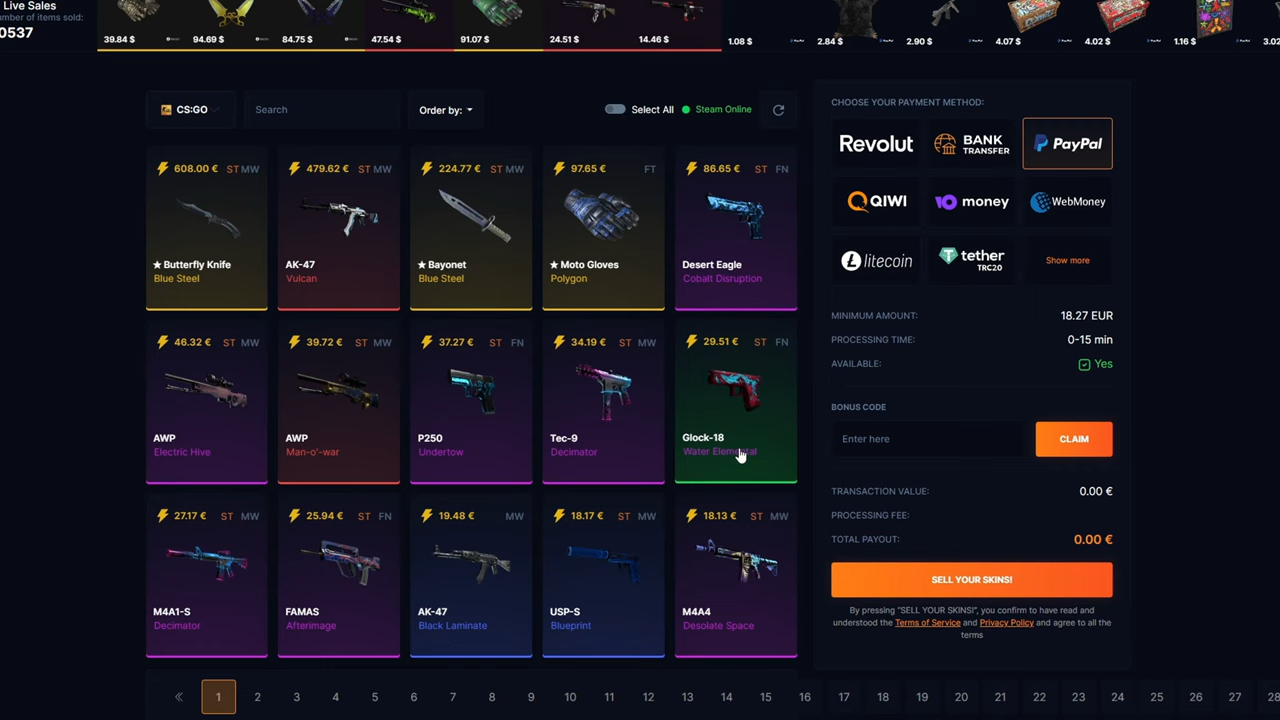 Live Sales
umber of items sold:
0537
39.84 $
94.69 $
84.75 $
47.54 $
91.07 $
24.51 $
14.46 $
1.08 $
2.84 $
2.90 $
4.07 $
4.02 $
1.16 $
3.02
CS:GO
Search
Order by:
Select All
Steam Online
608.00 € ST MW
★ Butterfly Knife
Blue Steel
479.62 € ST MW
AK-47
Vulcan
224.77 € ST MW
★ Bayonet
Blue Steel
97.65 € FT
★ Moto Gloves
Polygon
86.65 € ST FN
Desert Eagle
Cobalt Disruption
46.32 € ST MW
AWP
Electric Hive
39.72 € ST MW
AWP
Man-o'-war
37.27 € ST FN
P250
Undertow
34.19 € ST MW
Tec-9
Decimator
29.51 € ST FN
Glock-18
Water Elemental
27.17 € ST MW
M4A1-S
Decimator
25.94 € ST FN
FAMAS
Afterimage
19.48 € MW
AK-47
Black Laminate
18.17 € ST MW
USP-S
Blueprint
18.13 € ST MW
M4A4
Desolate Space
« 1 2 3 4 5 6 7 8 9 10 11 12 13 14 15 16 17 18 19 20 21 22 23 24 25 26 27 28
CHOOSE YOUR PAYMENT METHOD:
Revolut
BANK
TRANSFER
PayPal
QIWI
IO money
WebMoney
litecoin
tether
TRC20
Show more
MINIMUM AMOUNT: 18.27 EUR
PROCESSING TIME: 0-15 min
AVAILABLE: Yes
BONUS CODE
Enter here
CLAIM
TRANSACTION VALUE: 0.00 €
PROCESSING FEE:
TOTAL PAYOUT: 0.00 €
SELL YOUR SKINS!
By pressing "SELL YOUR SKINS!", you confirm to have read and
understood the Terms of Service and Privacy Policy and agree to all the
terms